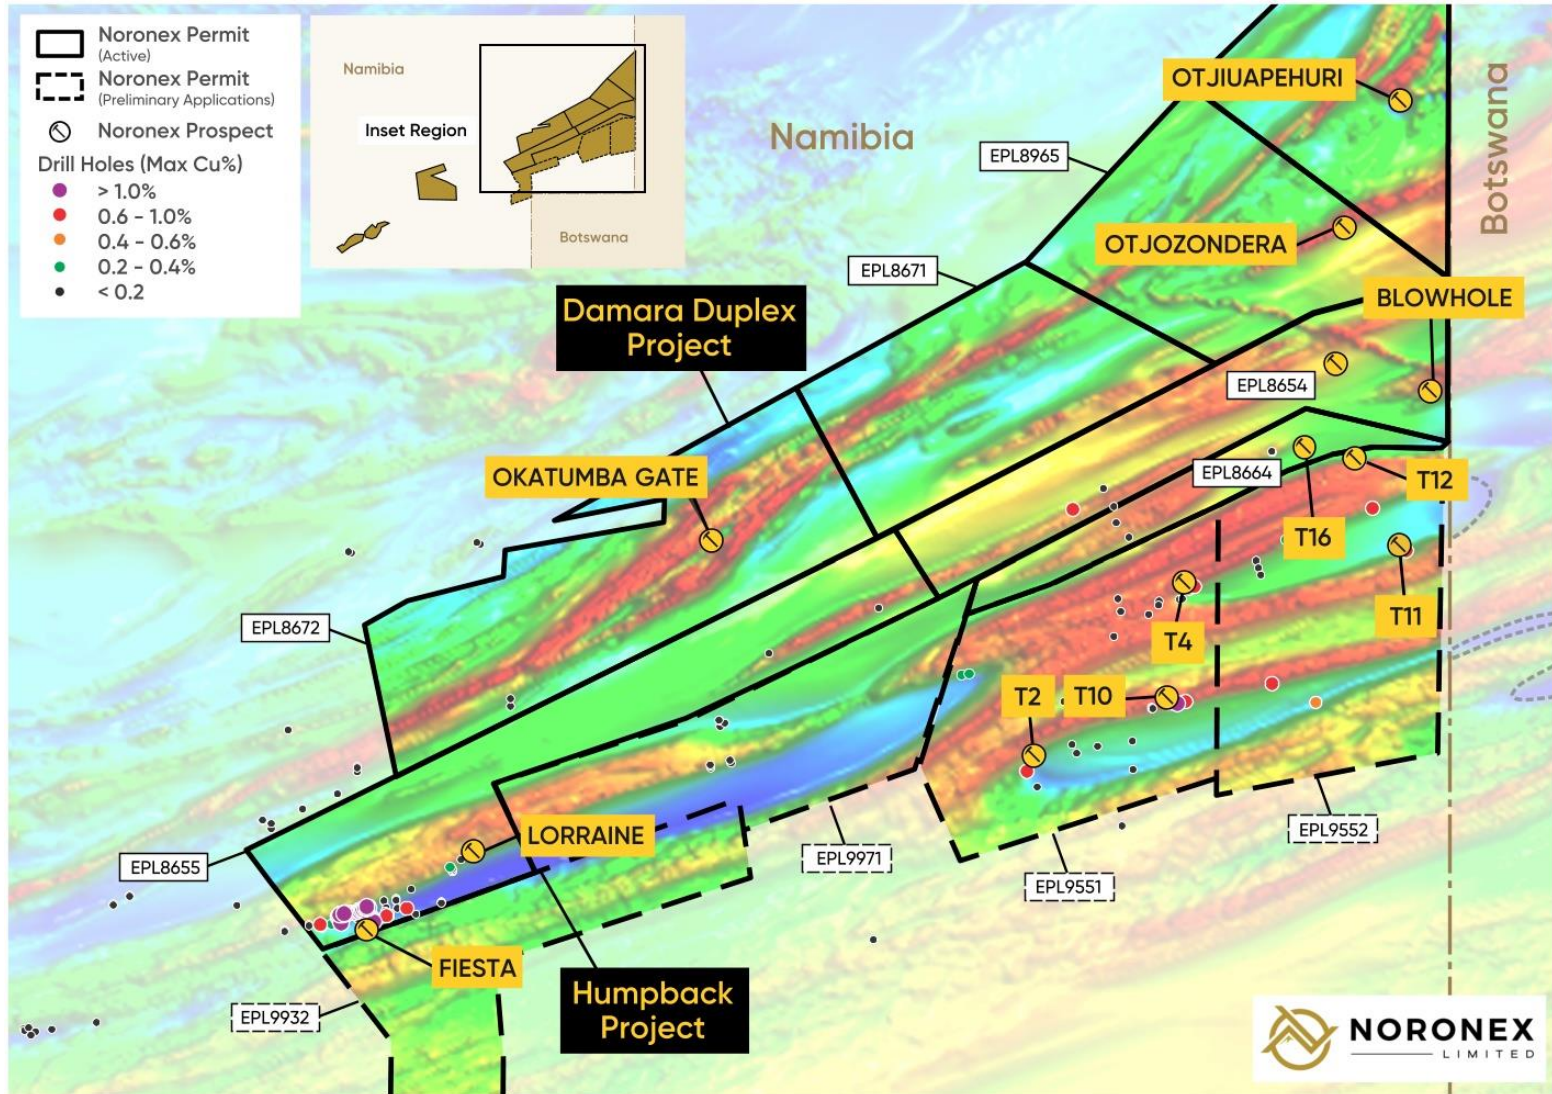 Noronex Permit
(Active)
Noronex Permit
(Preliminary Applications)
Noronex Prospect
Drill Holes (Max Cu%)
> 1.0%
0.6 - 1.0%
0.4 - 0.6%
0.2 - 0.4%
< 0.2
Namibia
Inset Region
Botswana
Namibia
Botswana
OTJIUAPEHURI
EPL8965
OTJOZONDERA
EPL8671
BLOWHOLE
Damara Duplex
Project
EPL8654
OKATUMBA GATE
EPL8664
T12
T16
EPL8672
T11
T4
T2
T10
LORRAINE
EPL8655
EPL9971
EPL9552
EPL9551
FIESTA
EPL9932
Humpback
Project
NORONEX
LIMITED